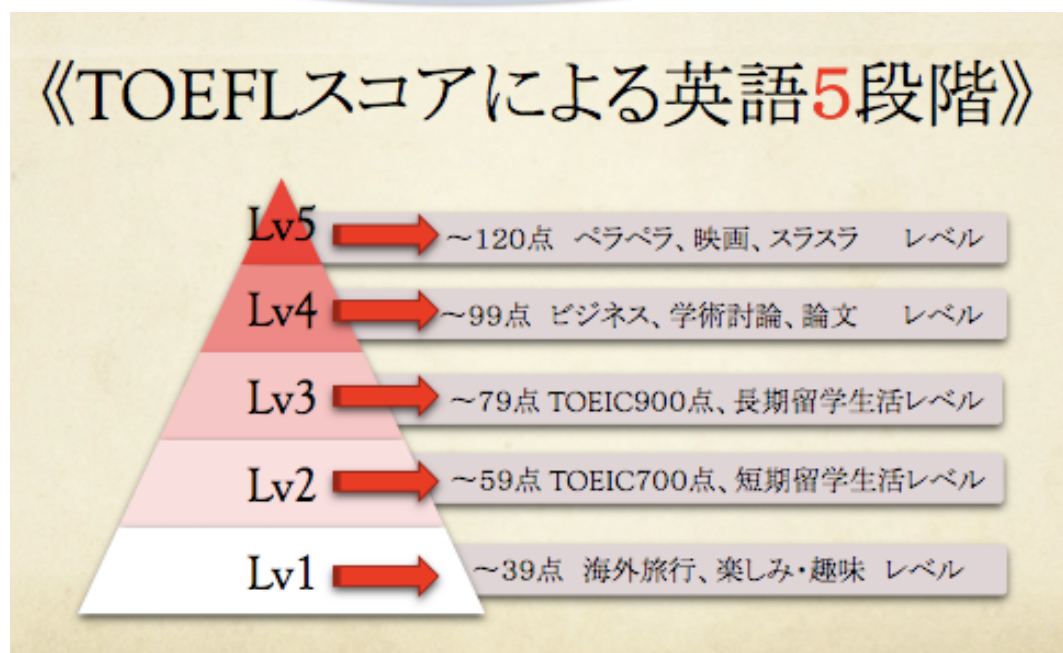 《TOEFLスコアによる英語5段階》
Lv5 ～120点 ペラペラ、映画、スラスラ レベル
Lv4 ～99点 ビジネス、学術討論、論文 レベル
Lv3 ～79点 TOEIC900点、長期留学生活レベル
Lv2 ～59点 TOEIC700点、短期留学生活レベル
Lv1 ～39点 海外旅行、楽しみ・趣味 レベル